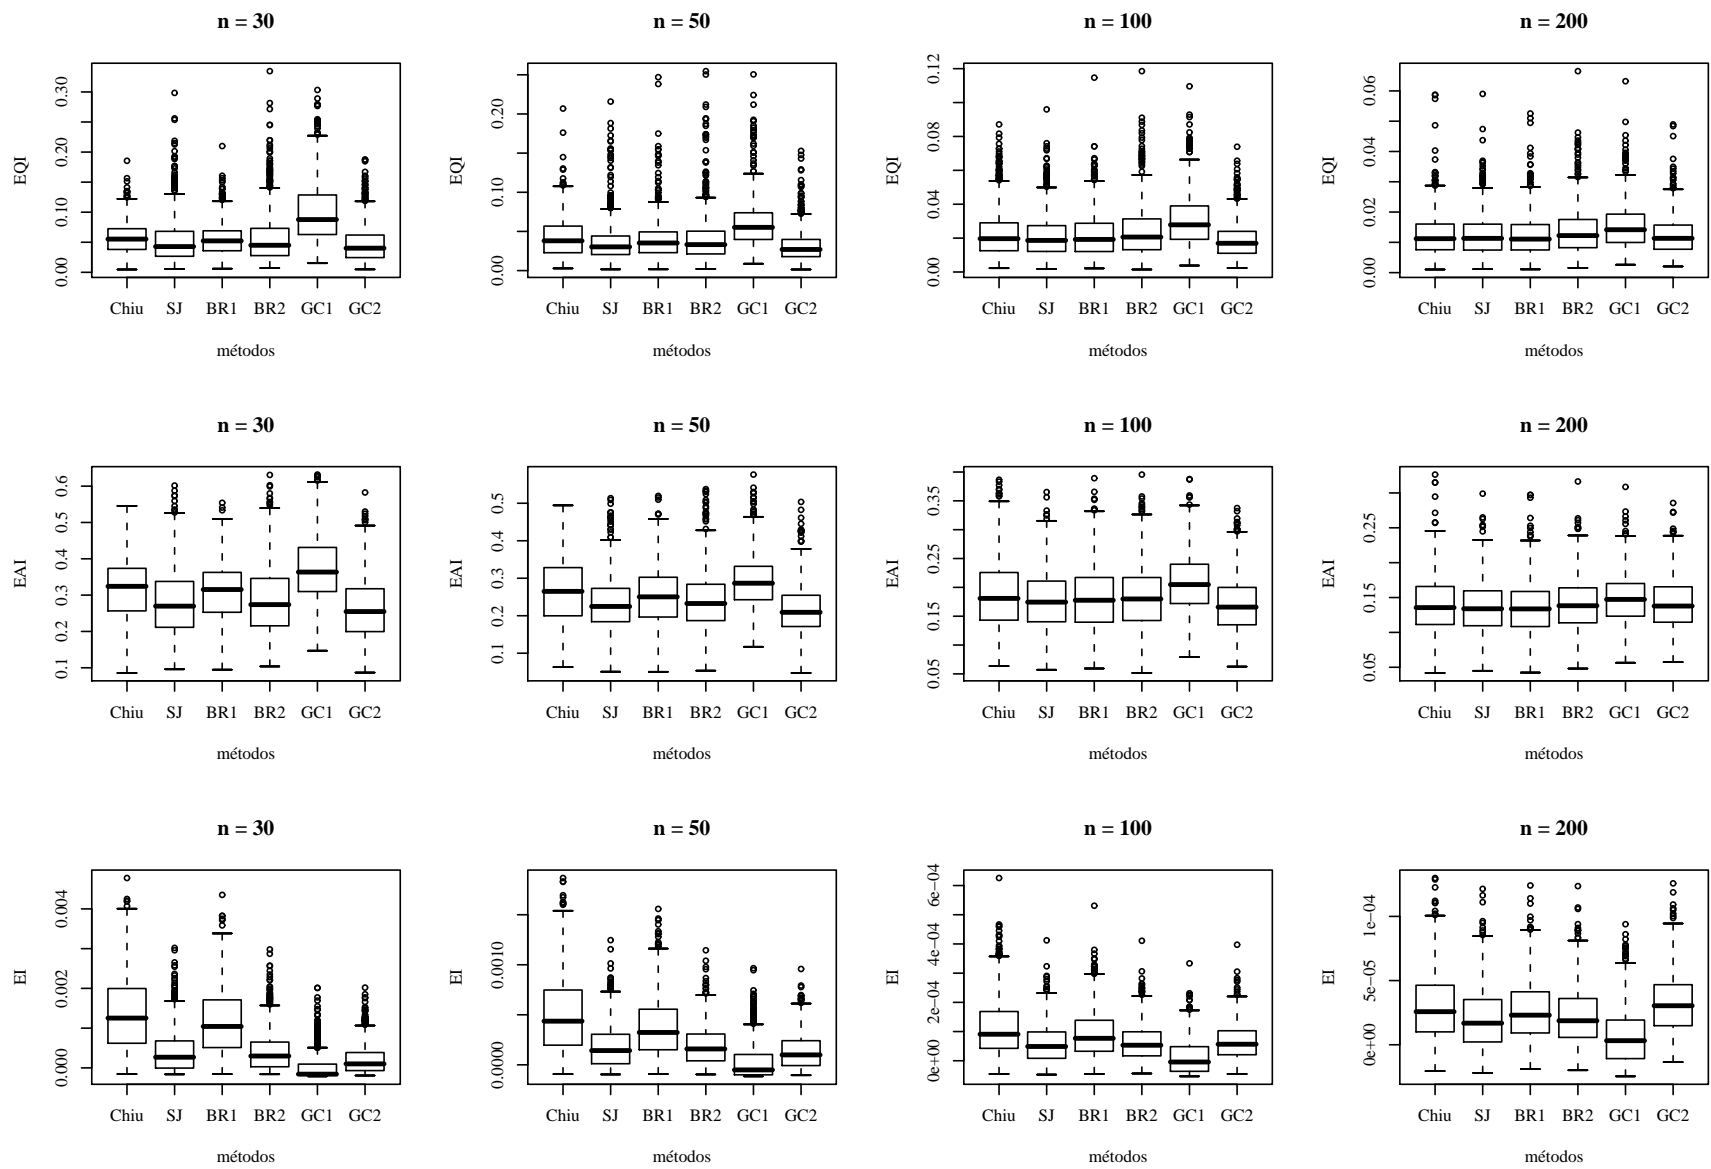 n = 30
n = 50
n = 100
n = 200
EQI
0.00 0.10 0.20 0.30
Chiu SJ BR1 BR2 GC1 GC2
métodos
EQI
0.00 0.10 0.20
Chiu SJ BR1 BR2 GC1 GC2
métodos
EQI
0.00 0.04 0.08 0.12
Chiu SJ BR1 BR2 GC1 GC2
métodos
EQI
0.00 0.02 0.04 0.06
Chiu SJ BR1 BR2 GC1 GC2
métodos
n = 30
n = 50
n = 100
n = 200
EAI
0.1 0.2 0.3 0.4 0.5 0.6
Chiu SJ BR1 BR2 GC1 GC2
métodos
EAI
0.1 0.2 0.3 0.4 0.5
Chiu SJ BR1 BR2 GC1 GC2
métodos
EAI
0.05 0.15 0.25 0.35
Chiu SJ BR1 BR2 GC1 GC2
métodos
EAI
0.05 0.15 0.25
Chiu SJ BR1 BR2 GC1 GC2
métodos
n = 30
n = 50
n = 100
n = 200
EI
0.000 0.002 0.004
Chiu SJ BR1 BR2 GC1 GC2
métodos
EI
0.0000 0.0010
Chiu SJ BR1 BR2 GC1 GC2
métodos
EI
0e+00 2e−04 4e−04 6e−04
Chiu SJ BR1 BR2 GC1 GC2
métodos
EI
0e+00 5e−05 1e−04
Chiu SJ BR1 BR2 GC1 GC2
métodos